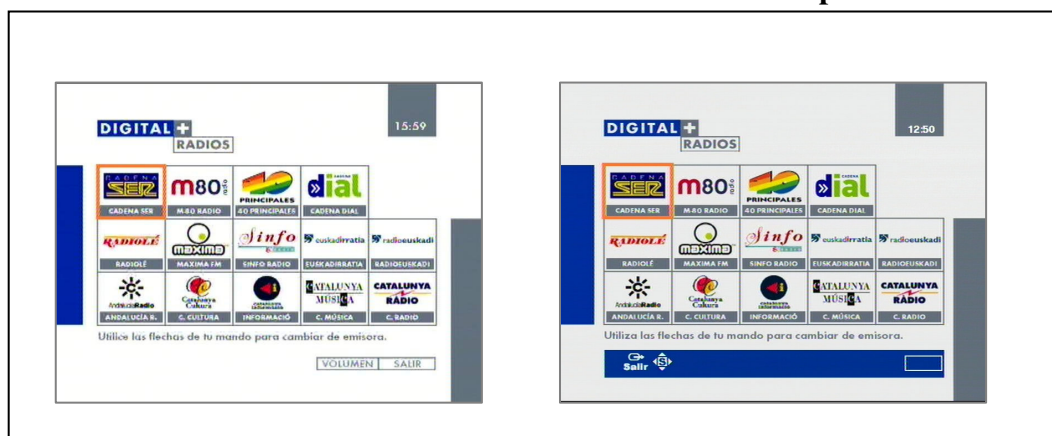 15:59
DIGITAL +
RADIOS
CADENA SER
m80 radio
PRINCIPALES
CADENA dial
CADENA SER
M-80 RADIO
40 PRINCIPALES
CADENA DIAL
RADIOLÉ
maxima
Sinfo
euskadirratia
radioeuskadi
RADIOLÉ
MAXIMA FM
SINFO RADIO
EUSKADIRRATIA
RADIOEUSKADI
AndalucíaRadio
Catalunya Cultura
CATALUNYA MÚSICA
CATALUNYA RÀDIO
ANDALUCÍA R.
C. CULTURA
INFORMACIÓ
C. MÚSICA
C. RADIO
Utilice las flechas de tu mando para cambiar de emisora.
VOLUMEN SALIR
12:50
DIGITAL +
RADIOS
CADENA SER
m80 radio
PRINCIPALES
CADENA dial
CADENA SER
M-80 RADIO
40 PRINCIPALES
CADENA DIAL
RADIOLÉ
maxima
Sinfo
euskadirratia
radioeuskadi
RADIOLÉ
MAXIMA FM
SINFO RADIO
EUSKADIRRATIA
RADIOEUSKADI
AndalucíaRadio
Catalunya Cultura
CATALUNYA MÚSICA
CATALUNYA RÀDIO
ANDALUCÍA R.
C. CULTURA
INFORMACIÓ
C. MÚSICA
C. RADIO
Utiliza las flechas de tu mando para cambiar de emisora.
Salir S